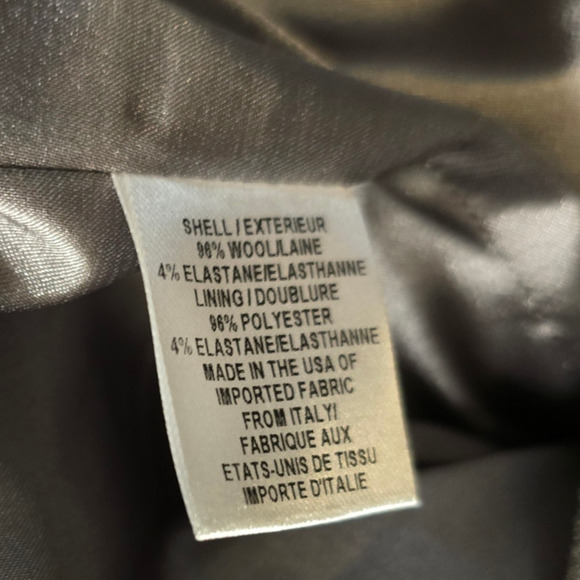 SHELL / EXTERIEUR
96% WOOL/LAINE
4% ELASTANE/ELASTHANNE
LINING / DOUBLURE
96% POLYESTER
4% ELASTANE/ELASTHANNE
MADE IN THE USA OF
IMPORTED FABRIC
FROM ITALY/
FABRIQUE AUX
ETATS-UNIS DE TISSU
IMPORTE D'ITALIE